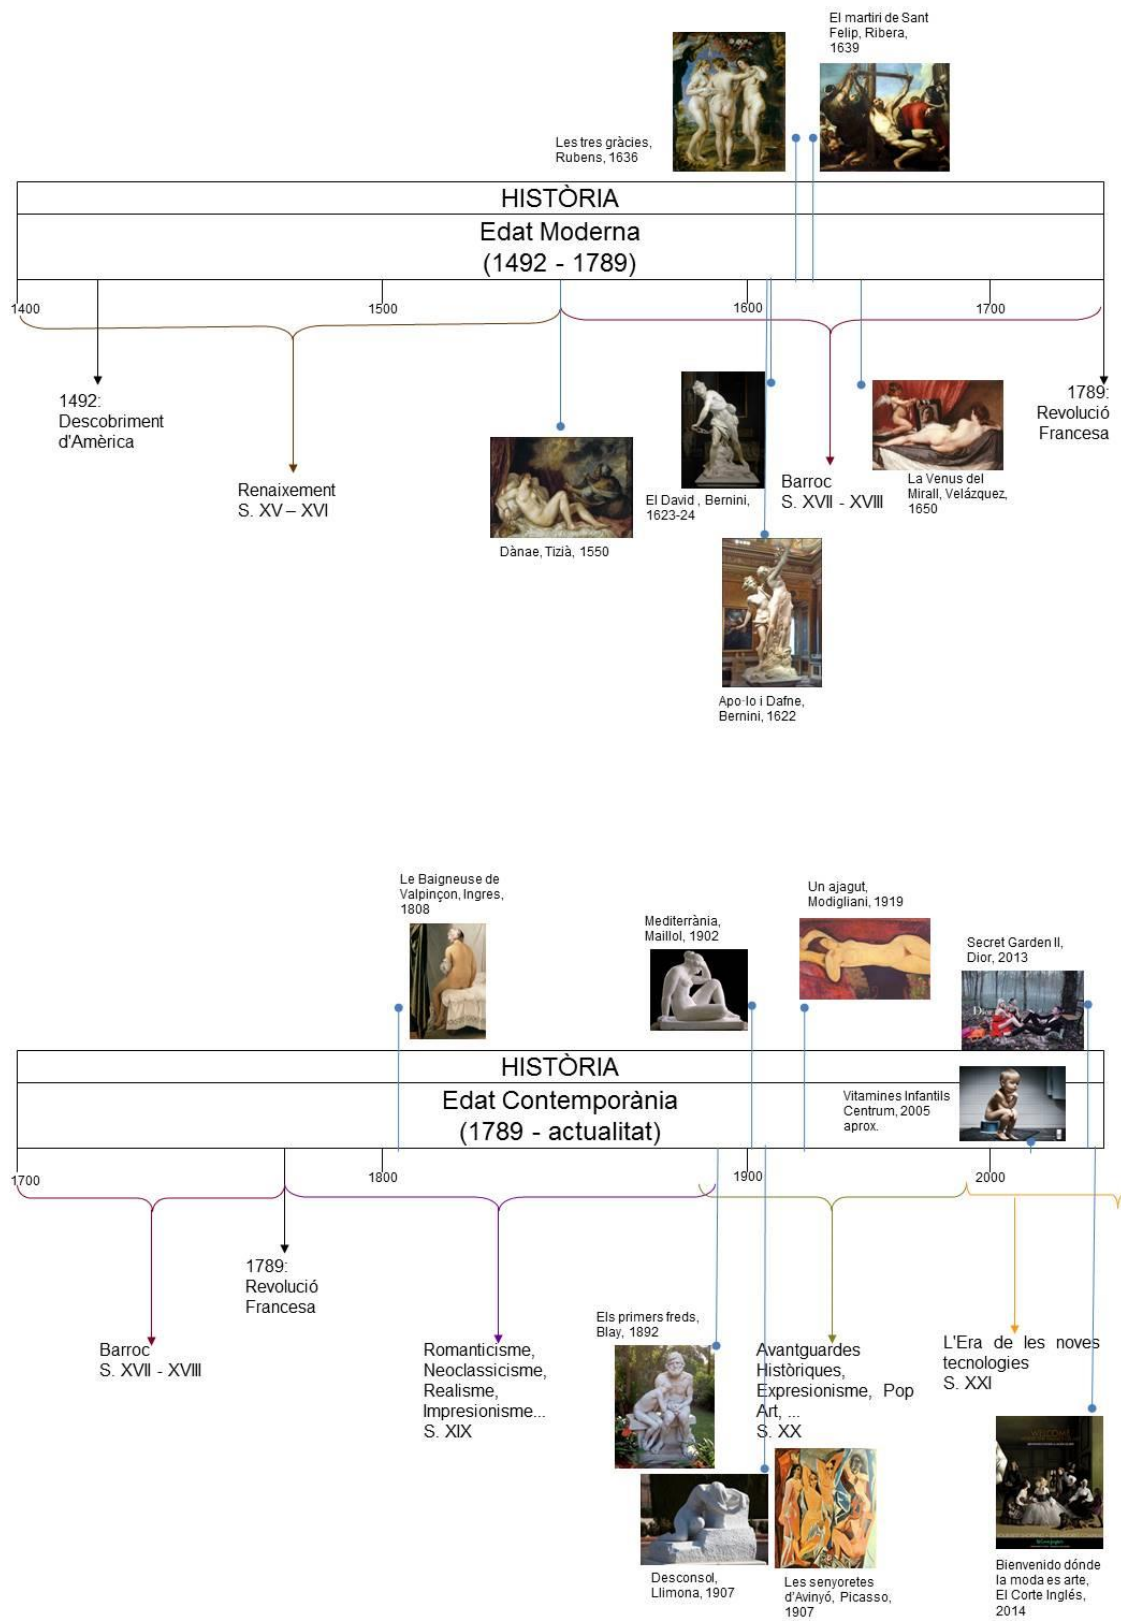 El martiri de Sant
Felip, Ribera,
1639
Les tres gràcies,
Rubens, 1636
HISTÒRIA
Edat Moderna
(1492 - 1789)
1400
1500
1600
1700
1492:
Descobriment
d'Amèrica
1789:
Revolució
Francesa
Renaixement
S. XV – XVI
El David , Bernini,
1623-24
Barroc
S. XVII - XVIII
La Venus del
Mirall, Velázquez,
1650
Dànae, Tizià, 1550
Apo·lo i Dafne,
Bernini, 1622
Le Baigneuse de
Valpinçon, Ingres,
1808
Mediterrània,
Maillol, 1902
Un ajagut,
Modigliani, 1919
Secret Garden II,
Dior, 2013
Dior
HISTÒRIA
Edat Contemporània
(1789 - actualitat)
Vitamines Infantils
Centrum, 2005
aprox.
1700
1800
1900
2000
1789:
Revolució
Francesa
Barroc
S. XVII - XVIII
Romanticisme,
Neoclassicisme,
Realisme,
Impresionisme...
S. XIX
Els primers freds,
Blay, 1892
Avantguardes
Històriques,
Expresionisme, Pop
Art, ...
S. XX
L'Era de les noves
tecnologies
S. XXI
WELCOME
Desconsol,
Llimona, 1907
Les senyoretes
d'Avinyó, Picasso,
1907
Bienvenido dónde
la moda es arte,
El Corte Inglés,
2014